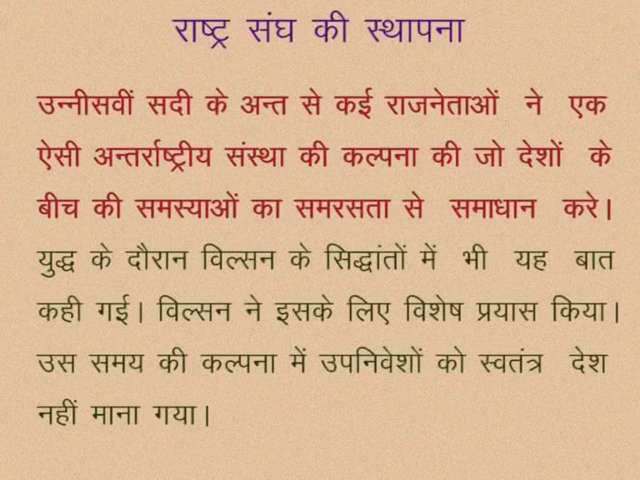 राष्ट्र संघ की स्थापना
उन्नीसवीं सदी के अन्त से कई राजनेताओं ने एक
ऐसी अन्तर्राष्ट्रीय संस्था की कल्पना की जो देशों के
बीच की समस्याओं का समरसता से समाधान करे।
युद्ध के दौरान विल्सन के सिद्धांतों में भी यह बात
कही गई। विल्सन ने इसके लिए विशेष प्रयास किया।
उस समय की कल्पना में उपनिवेशों को स्वतंत्र देश
नहीं माना गया।